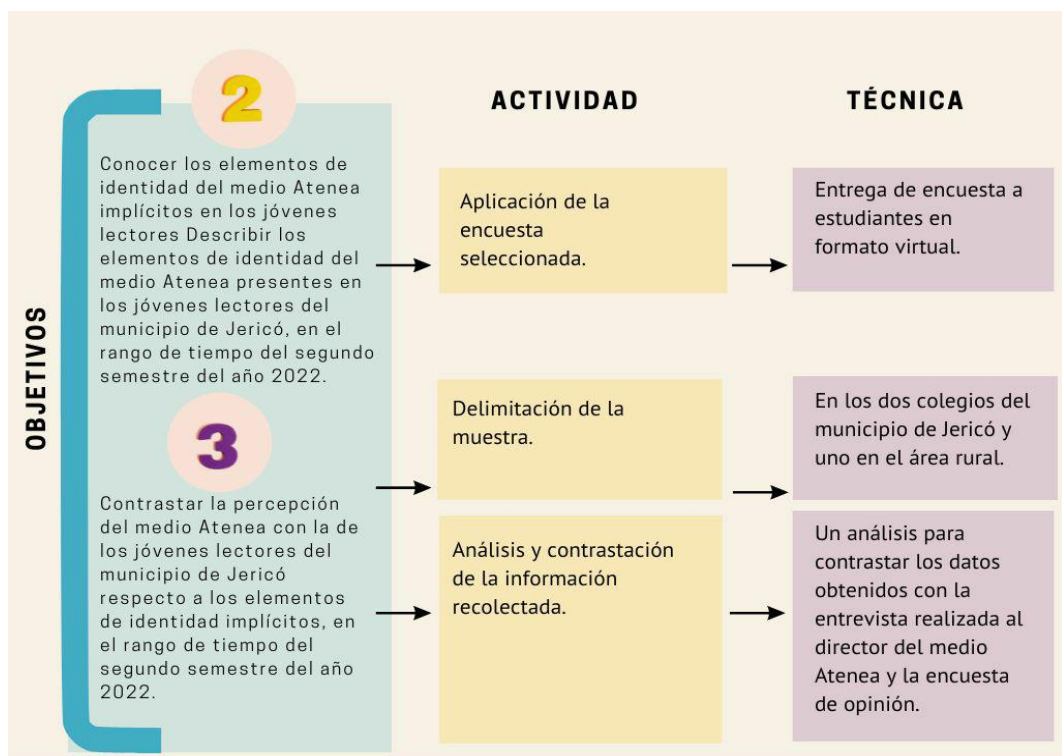 ACTIVIDAD
TÉCNICA
OBJETIVOS
2
Conocer los elementos de
identidad del medio Atenea
implícitos en los jóvenes
lectores Describir los
elementos de identidad del
medio Atenea presentes en
los jóvenes lectores del
municipio de Jericó, en el
rango de tiempo del segundo
semestre del año 2022.
Aplicación de la
encuesta
seleccionada.
Entrega de encuesta a
estudiantes en
formato virtual.
3
Contrastar la percepción
del medio Atenea con la de
los jóvenes lectores del
municipio de Jericó
respecto a los elementos
de identidad implícitos, en
el rango de tiempo del
segundo semestre del año
2022.
Delimitación de la
muestra.
En los dos colegios del
municipio de Jericó y
uno en el área rural.
Análisis y contrastación
de la información
recolectada.
Un análisis para
contrastar los datos
obtenidos con la
entrevista realizada al
director del medio
Atenea y la encuesta
de opinión.